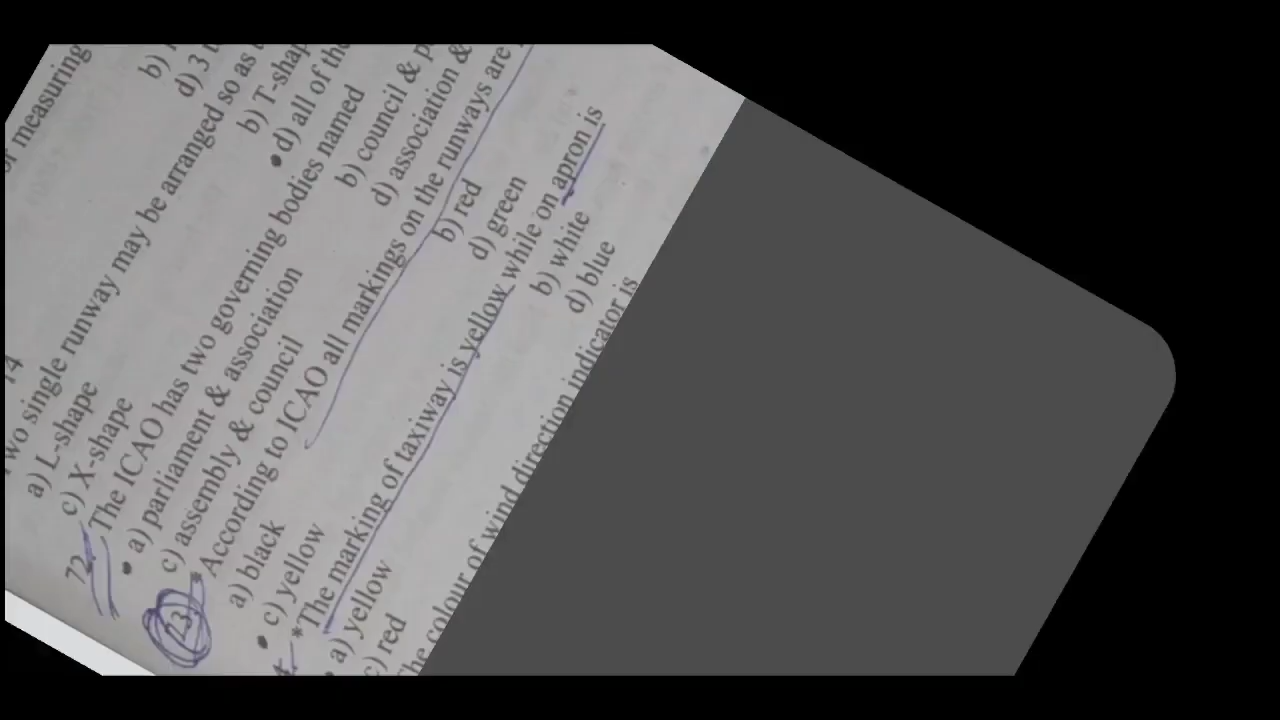 of measuring
b)
14
d) 3
Two single runway may be arranged so as
a) L-shape b) T-shap
c) X-shape d) all of the
72. The ICAO has two governing bodies named
a) parliament & association b) council & p
c) assembly & council d) association &
23. *According to ICAO all markings on the runways are
a) black b) red
c) yellow d) green
*The marking of taxiway is yellow while on apron is
a) yellow b) white
c) red d) blue
The colour of wind direction indicator is